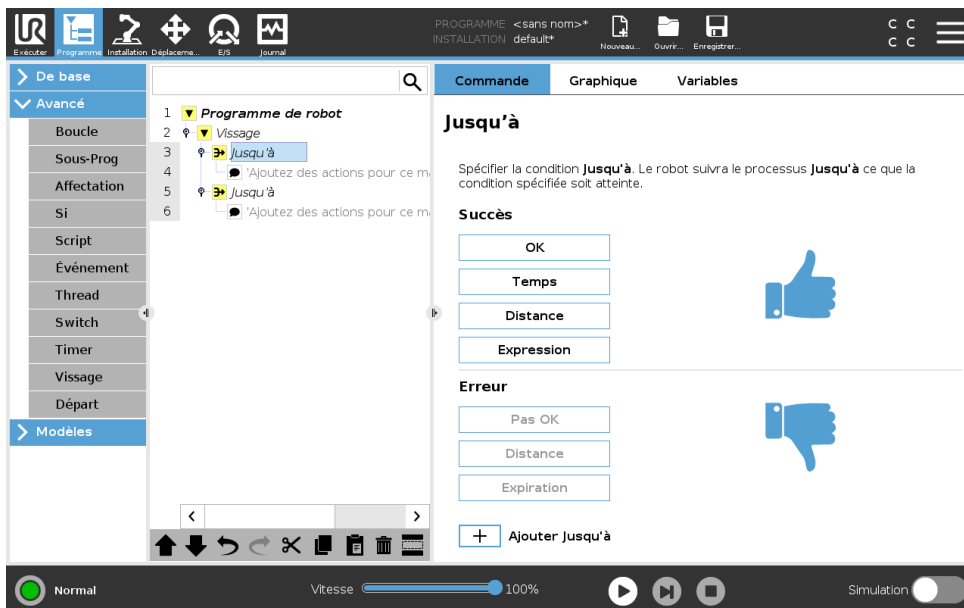 PROGRAMME <sans nom>*
INSTALLATION default*
UR
Exécuter
Programme
Installation
Déplaceme...
E/S
Journal
Nouveau...
Ouvrir...
Enregistrer...
C C
C C
De base
Avancé
Boucle
Sous-Prog
Affectation
Si
Script
Événement
Thread
Switch
Timer
Vissage
Départ
Modèles
1 Programme de robot
2 Vissage
3 Jusqu'à
4 'Ajoutez des actions pour ce m
5 Jusqu'à
6 'Ajoutez des actions pour ce m
Commande Graphique Variables
Jusqu'à
Spécifier la condition Jusqu'à. Le robot suivra le processus Jusqu'à ce que la
condition spécifiée soit atteinte.
Succès
OK
Temps
Distance
Expression
Erreur
Pas OK
Distance
Expiration
+ Ajouter Jusqu'à
Normal
Vitesse
100%
Simulation